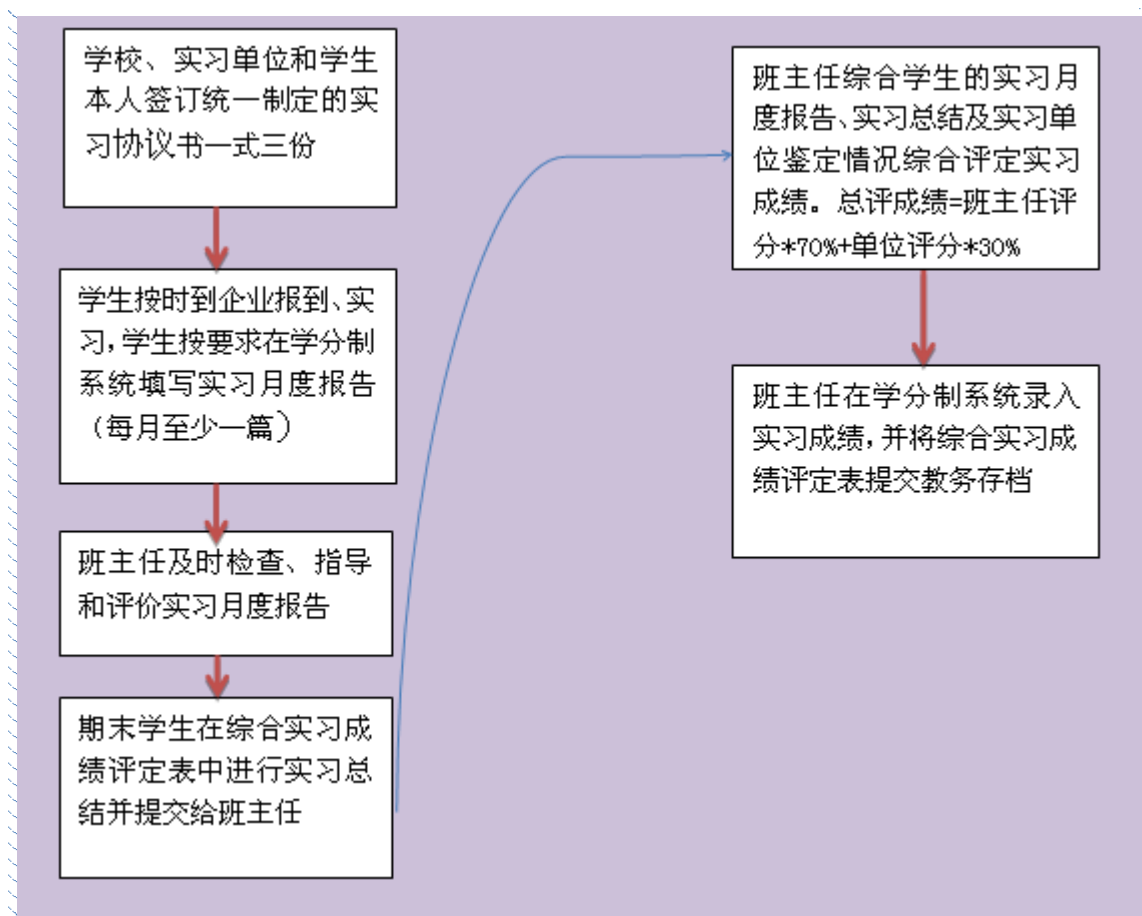 学校、实习单位和学生
本人签订统一制定的实
习协议书一式三份
学生按时到企业报到、实
习,学生按要求在学分制
系统填写实习月度报告
（每月至少一篇）
班主任及时检查、指导
和评价实习月度报告
期末学生在综合实习成
绩评定表中进行实习总
结并提交给班主任
班主任综合学生的实习月
度报告、实习总结及实习单
位鉴定情况综合评定实习
成绩。总评成绩=班主任评
分*70%+单位评分*30%
班主任在学分制系统录入
实习成绩,并将综合实习成
绩评定表提交教务存档